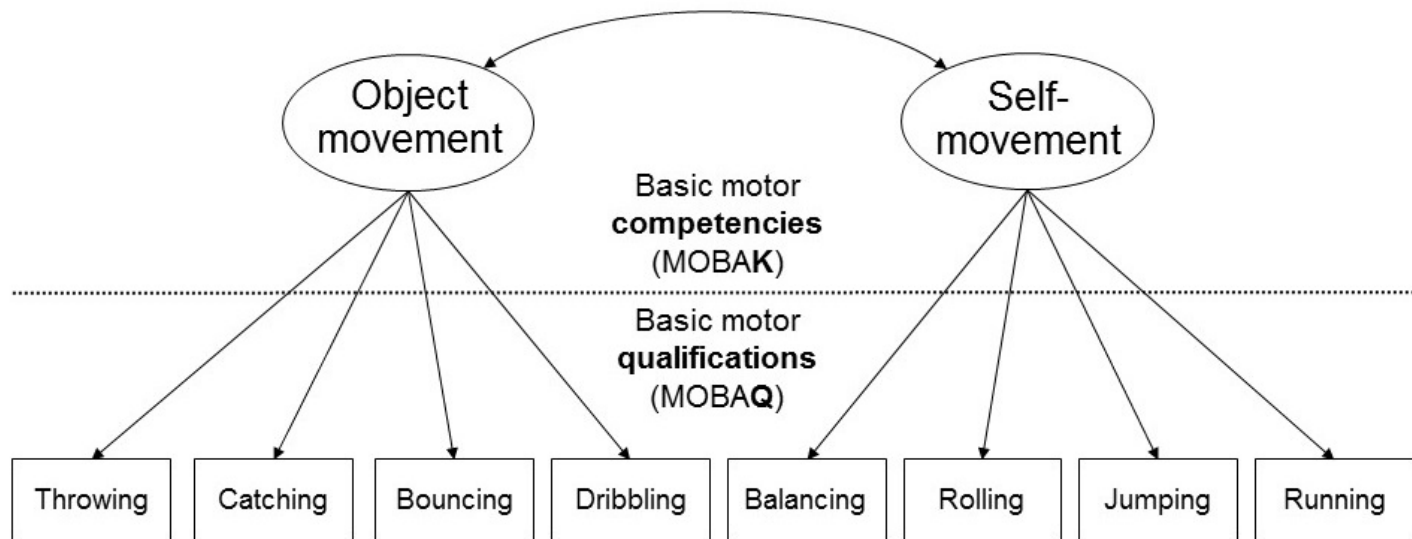 Object
movement
Self-
movement
Basic motor
competencies
(MOBAK)
Basic motor
qualifications
(MOBAQ)
Throwing
Catching
Bouncing
Dribbling
Balancing
Rolling
Jumping
Running